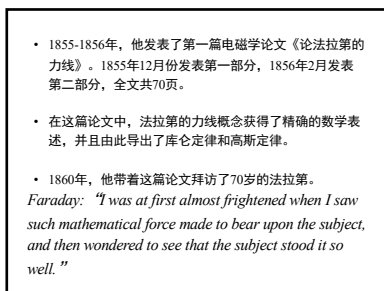 • 1855-1856年，他发表了第一篇电磁学论文《论法拉第的
力线》。1855年12月份发表第一部分，1856年2月发表
第二部分，全文共70页。
• 在这篇论文中，法拉第的力线概念获得了精确的数学表
述，并且由此导出了库仑定律和高斯定律。
• 1860年，他带着这篇论文拜访了70岁的法拉第。
Faraday: “I was at first almost frightened when I saw
such mathematical force made to bear upon the subject,
and then wondered to see that the subject stood it so
well.”